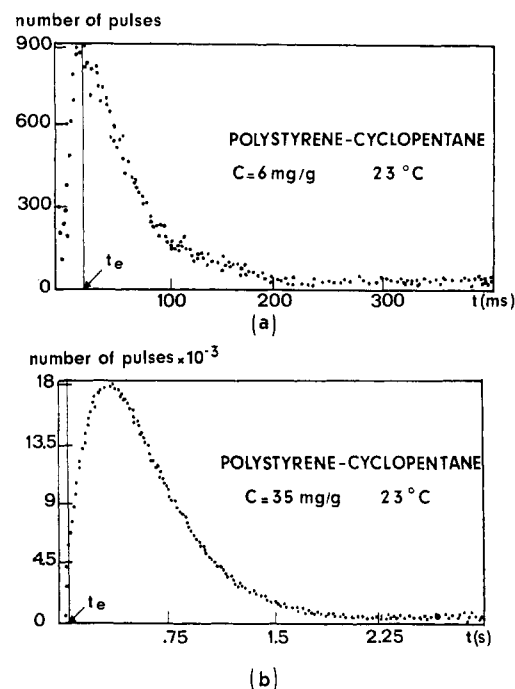 number of pulses
900
600
300
0
POLYSTYRENE-CYCLOPENTANE
C=6 mg/g 23 °C
te
100 200 300 t(ms)
(a)
number of pulses×10⁻³
18
13.5
9
4.5
0
POLYSTYRENE-CYCLOPENTANE
C=35 mg/g 23°C
te
.75 1.5 2.25 t(s)
(b)